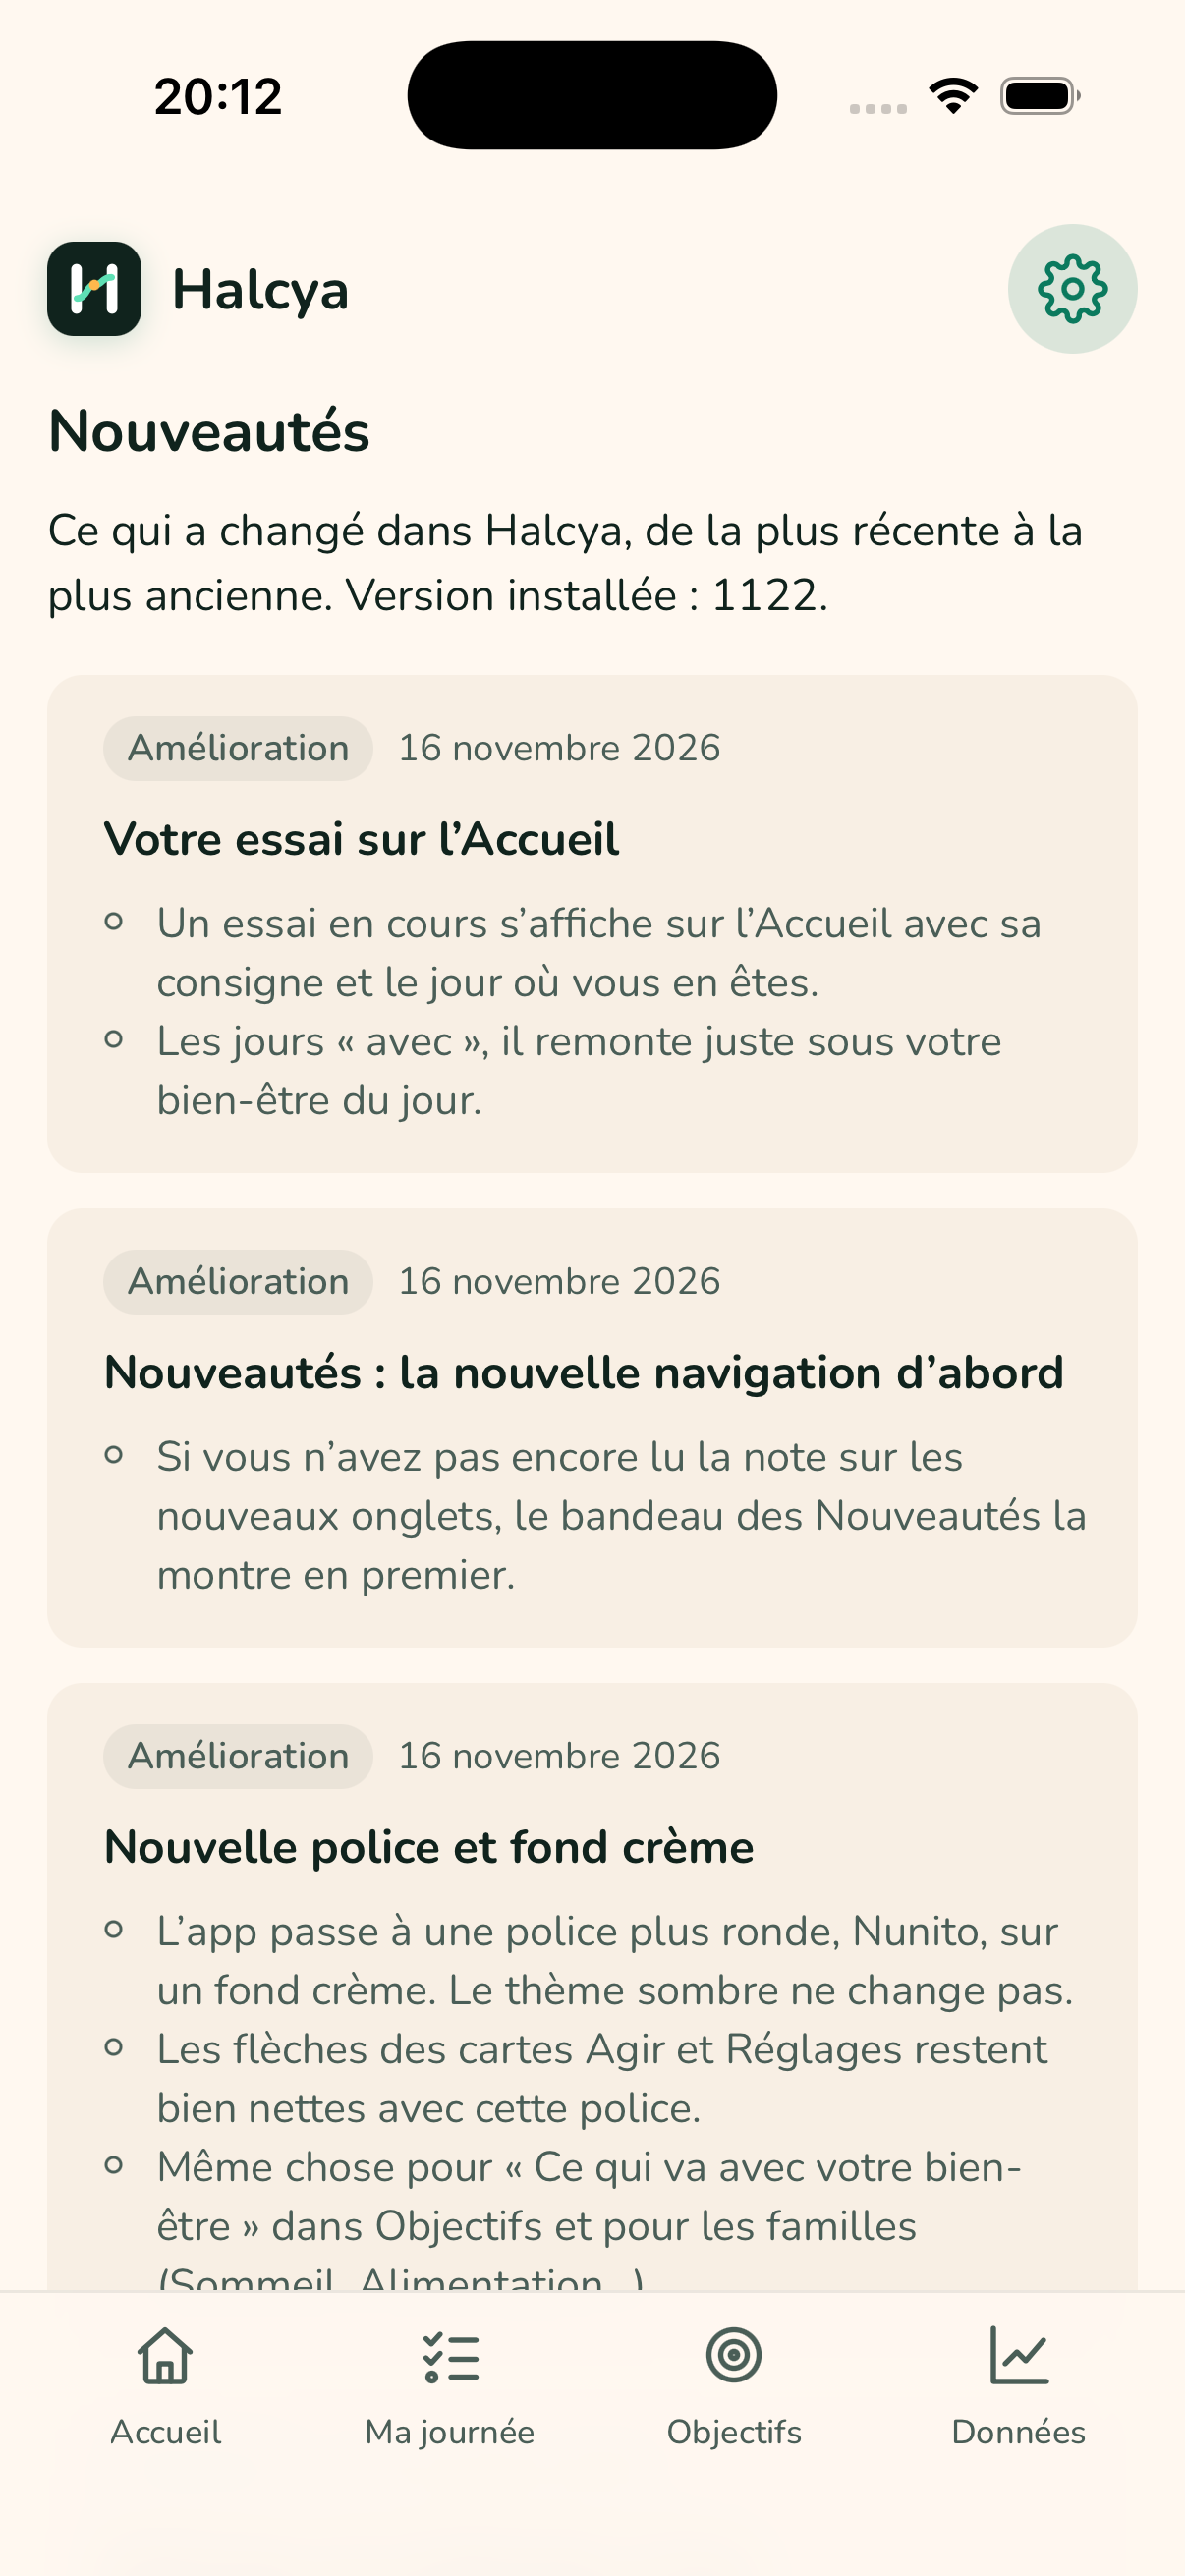 20:12
Halcya
Nouveautés
Ce qui a changé dans Halcya, de la plus récente à la
plus ancienne. Version installée : 1122.
Amélioration 16 novembre 2026
Votre essai sur l’Accueil
Un essai en cours s’affiche sur l’Accueil avec sa
consigne et le jour où vous en êtes.
Les jours « avec », il remonte juste sous votre
bien-être du jour.
Amélioration 16 novembre 2026
Nouveautés : la nouvelle navigation d’abord
Si vous n’avez pas encore lu la note sur les
nouveaux onglets, le bandeau des Nouveautés la
montre en premier.
Amélioration 16 novembre 2026
Nouvelle police et fond crème
L’app passe à une police plus ronde, Nunito, sur
un fond crème. Le thème sombre ne change pas.
Les flèches des cartes Agir et Réglages restent
bien nettes avec cette police.
Même chose pour « Ce qui va avec votre bien-
être » dans Objectifs et pour les familles
(Sommeil, Alimentation…)
Accueil Ma journée Objectifs Données